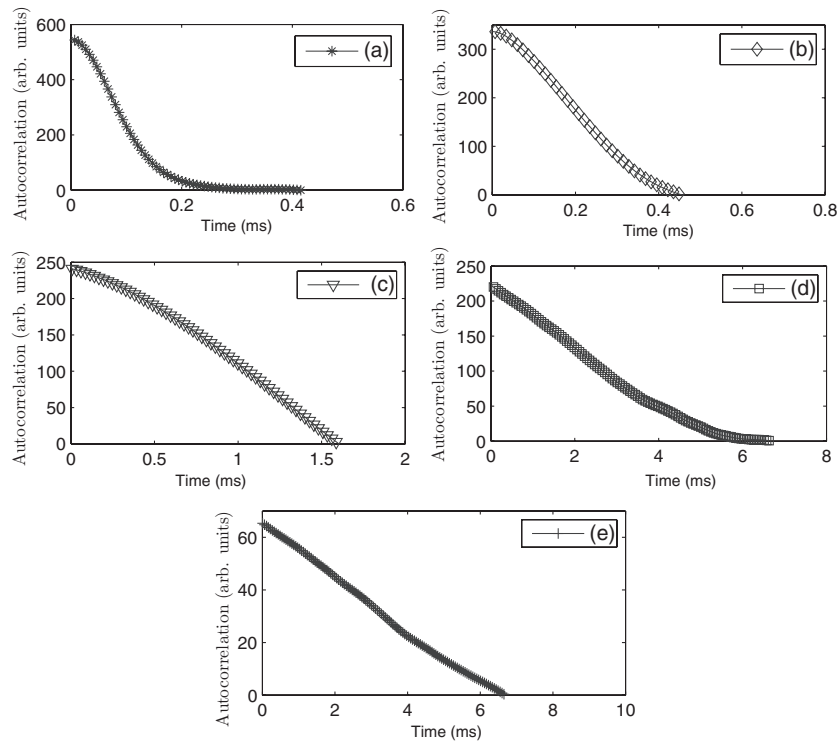 600
400
200
0
Autocorrelation (arb. units)
(a)
0 0.2 0.4 0.6
Time (ms)
300
200
100
0
Autocorrelation (arb. units)
(b)
0 0.2 0.4 0.6 0.8
Time (ms)
250
200
150
100
50
0
Autocorrelation (arb. units)
(c)
0 0.5 1 1.5 2
Time (ms)
250
200
150
100
50
0
Autocorrelation (arb. units)
(d)
0 2 4 6 8
Time (ms)
60
40
20
0
Autocorrelation (arb. units)
(e)
0 2 4 6 8 10
Time (ms)